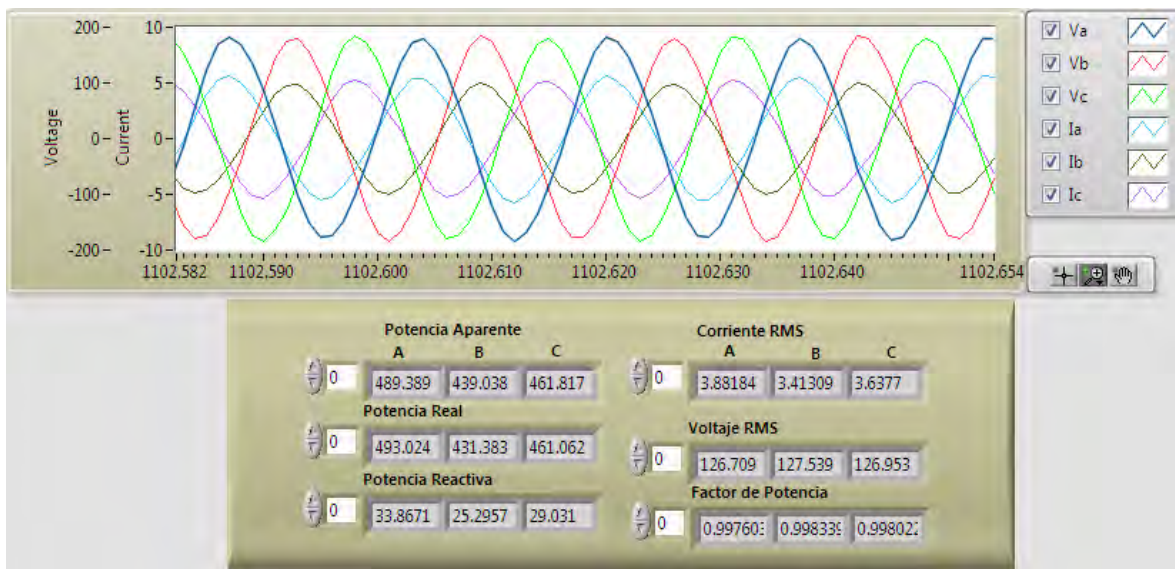 200 10
100 5
0 0
-100 -5
-200 -10
Voltage
Current
1102,582 1102,590 1102,600 1102,610 1102,620 1102,630 1102,640 1102,654
Va
Vb
Vc
Ia
Ib
Ic
Potencia Aparente
A B C
0 489.389 439.038 461.817
Potencia Real
0 493.024 431.383 461.062
Potencia Reactiva
0 33.8671 25.2957 29.031
Corriente RMS
A B C
0 3.88184 3.41309 3.6377
Voltaje RMS
0 126.709 127.539 126.953
Factor de Potencia
0 0.997603 0.998339 0.998022